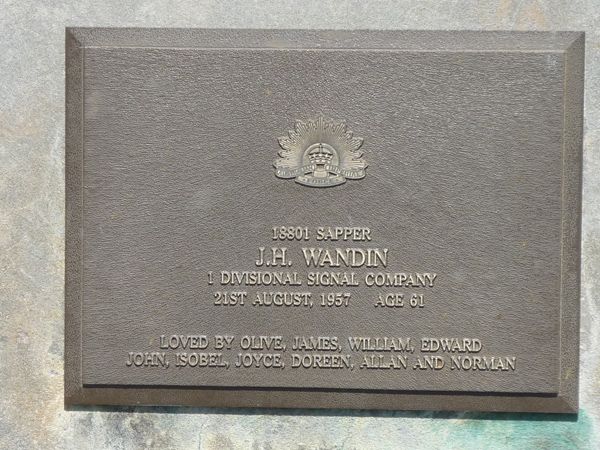 18801 SAPPER
J.H. WANDIN
1 DIVISIONAL SIGNAL COMPANY
21ST AUGUST, 1957 AGE 61
LOVED BY OLIVE, JAMES, WILLIAM, EDWARD
JOHN, ISOBEL, JOYCE, DOREEN, ALLAN AND NORMAN